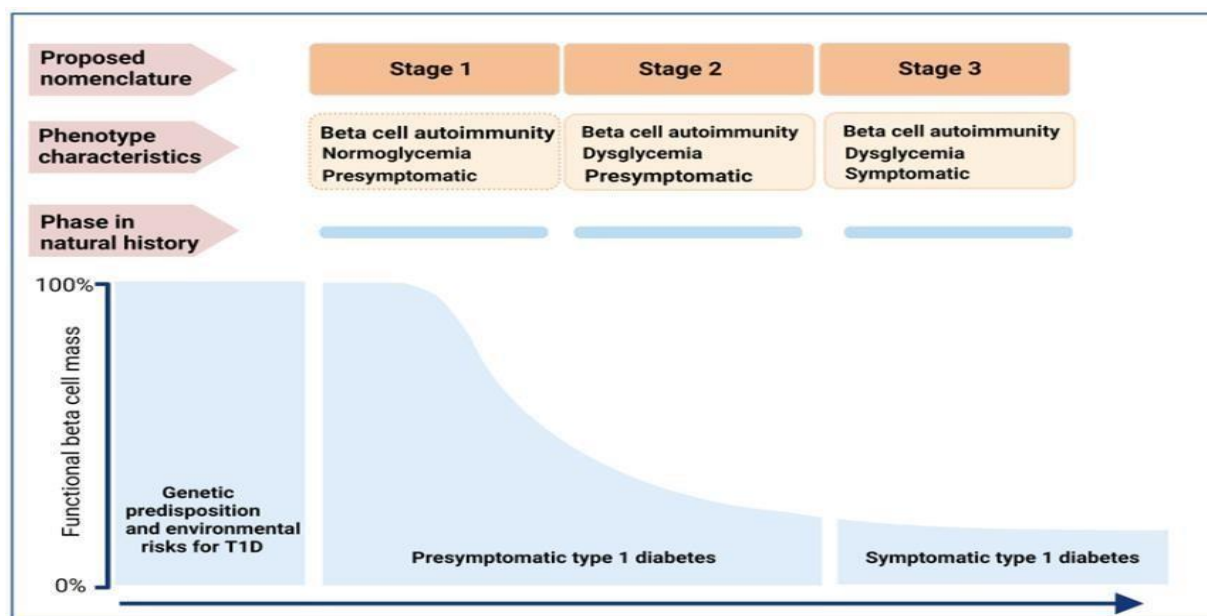 Proposed
nomenclature
Stage 1
Stage 2
Stage 3
Phenotype
characteristics
Beta cell autoimmunity
Normoglycemia
Presymptomatic
Beta cell autoimmunity
Dysglycemia
Presymptomatic
Beta cell autoimmunity
Dysglycemia
Symptomatic
Phase in
natural history
100%
Functional beta cell mass
0%
Genetic
predisposition
and environmental
risks for T1D
Presymptomatic type 1 diabetes
Symptomatic type 1 diabetes